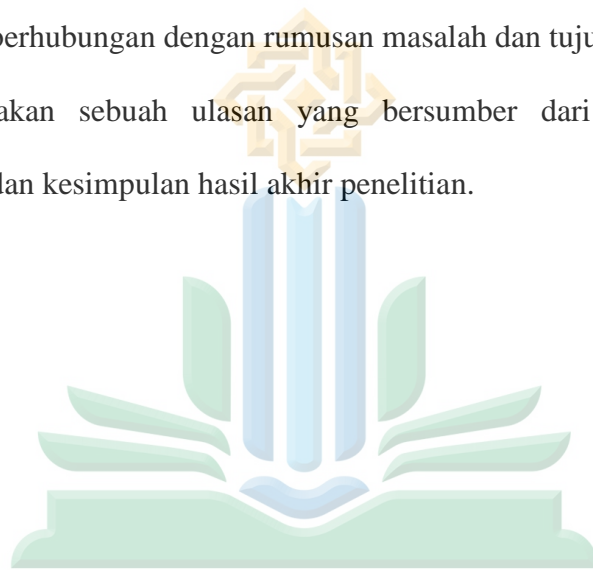 berhubungan dengan rumusan masalah dan tuju
akan sebuah ulasan yang bersumber dari
dan kesimpulan hasil akhir penelitian.